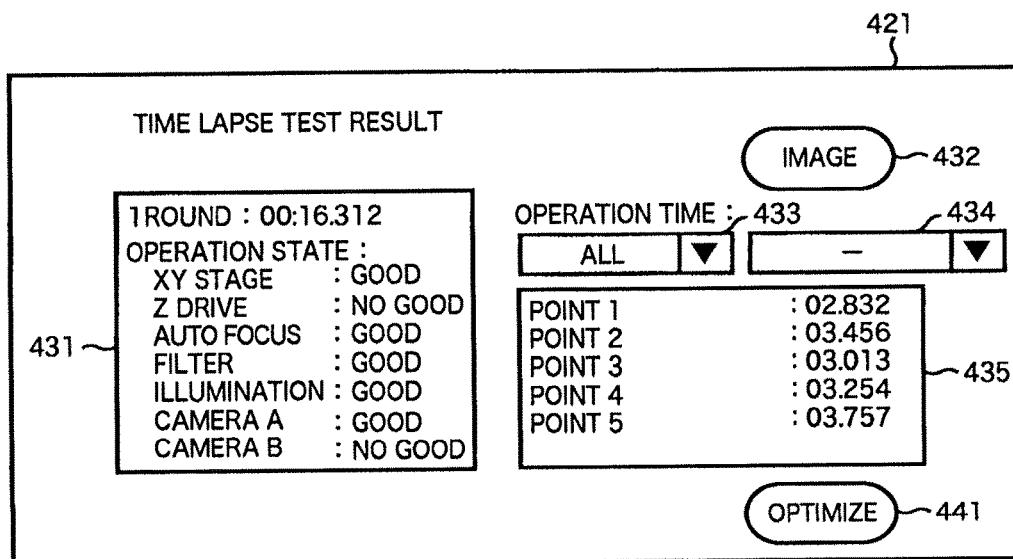 421
TIME LAPSE TEST RESULT
IMAGE
432
1ROUND : 00:16.312
OPERATION STATE :
XY STAGE : GOOD
Z DRIVE : NO GOOD
AUTO FOCUS : GOOD
FILTER : GOOD
ILLUMINATION : GOOD
CAMERA A : GOOD
CAMERA B : NO GOOD
431
OPERATION TIME :
433
434
ALL ▼
– ▼
POINT 1 : 02.832
POINT 2 : 03.456
POINT 3 : 03.013
POINT 4 : 03.254
POINT 5 : 03.757
435
OPTIMIZE
441